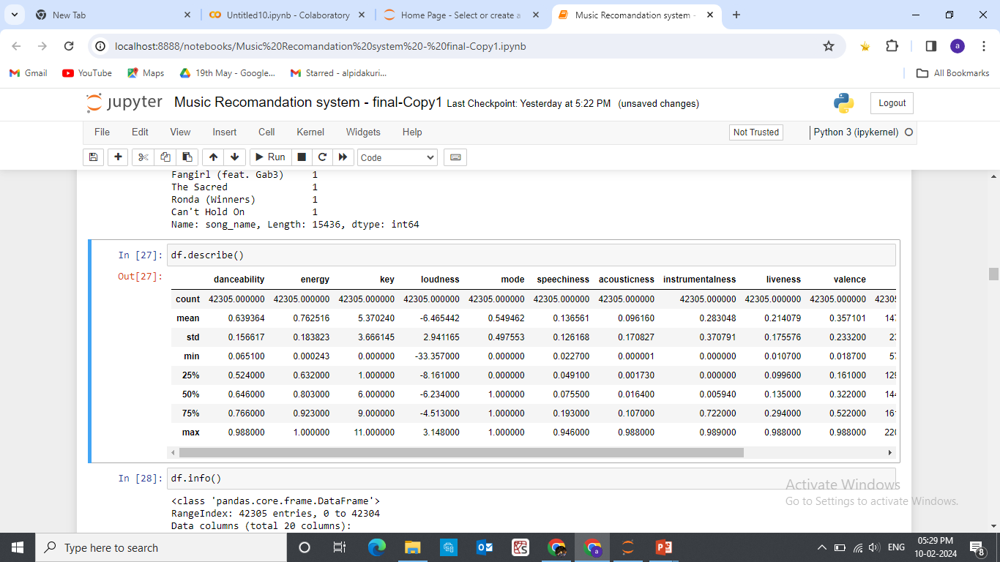 New Tab
Untitled10.ipynb - Colaboratory
Home Page - Select or create a
Music Recomandation system -
localhost:8888/notebooks/Music%20Recomandation%20system%20-%20final-Copy1.ipynb
a
Gmail
YouTube
Maps
19th May - Google...
Starred - alpidakuri...
All Bookmarks
jupyter Music Recomandation system - final-Copy1 Last Checkpoint: Yesterday at 5:22 PM (unsaved changes)
Logout
File Edit View Insert Cell Kernel Widgets Help
Not Trusted
Python 3 (ipykernel)
Run
Code
Fangirl (feat. Gab3) 1
The Sacred 1
Ronda (Winners) 1
Can't Hold On 1
Name: song_name, Length: 15436, dtype: int64
In [27]: df.describe()
Out[27]:
danceability energy key loudness mode speechiness acousticness instrumentalness liveness valence
count 42305.000000 42305.000000 42305.000000 42305.000000 42305.000000 42305.000000 42305.000000 42305.000000 42305.000000 42305.000000 42305
mean 0.639364 0.762516 5.370240 -6.465442 0.549462 0.136561 0.096160 0.283048 0.214079 0.357101 147
std 0.156617 0.183823 3.666145 2.941165 0.497553 0.126168 0.170827 0.370791 0.175576 0.233200 23
min 0.065100 0.000243 0.000000 -33.357000 0.000000 0.022700 0.000001 0.000000 0.010700 0.018700 57
25% 0.524000 0.632000 1.000000 -8.161000 0.000000 0.049100 0.001730 0.000000 0.099600 0.161000 129
50% 0.646000 0.803000 6.000000 -6.234000 1.000000 0.075500 0.016400 0.005940 0.135000 0.322000 144
75% 0.766000 0.923000 9.000000 -4.513000 1.000000 0.193000 0.107000 0.722000 0.294000 0.522000 161
max 0.988000 1.000000 11.000000 3.148000 1.000000 0.946000 0.988000 0.989000 0.988000 0.988000 220
In [28]: df.info()
<class 'pandas.core.frame.DataFrame'>
RangeIndex: 42305 entries, 0 to 42304
Data columns (total 20 columns):
Activate Windows
Go to Settings to activate Windows.
Type here to search
ENG
05:29 PM
10-02-2024
8